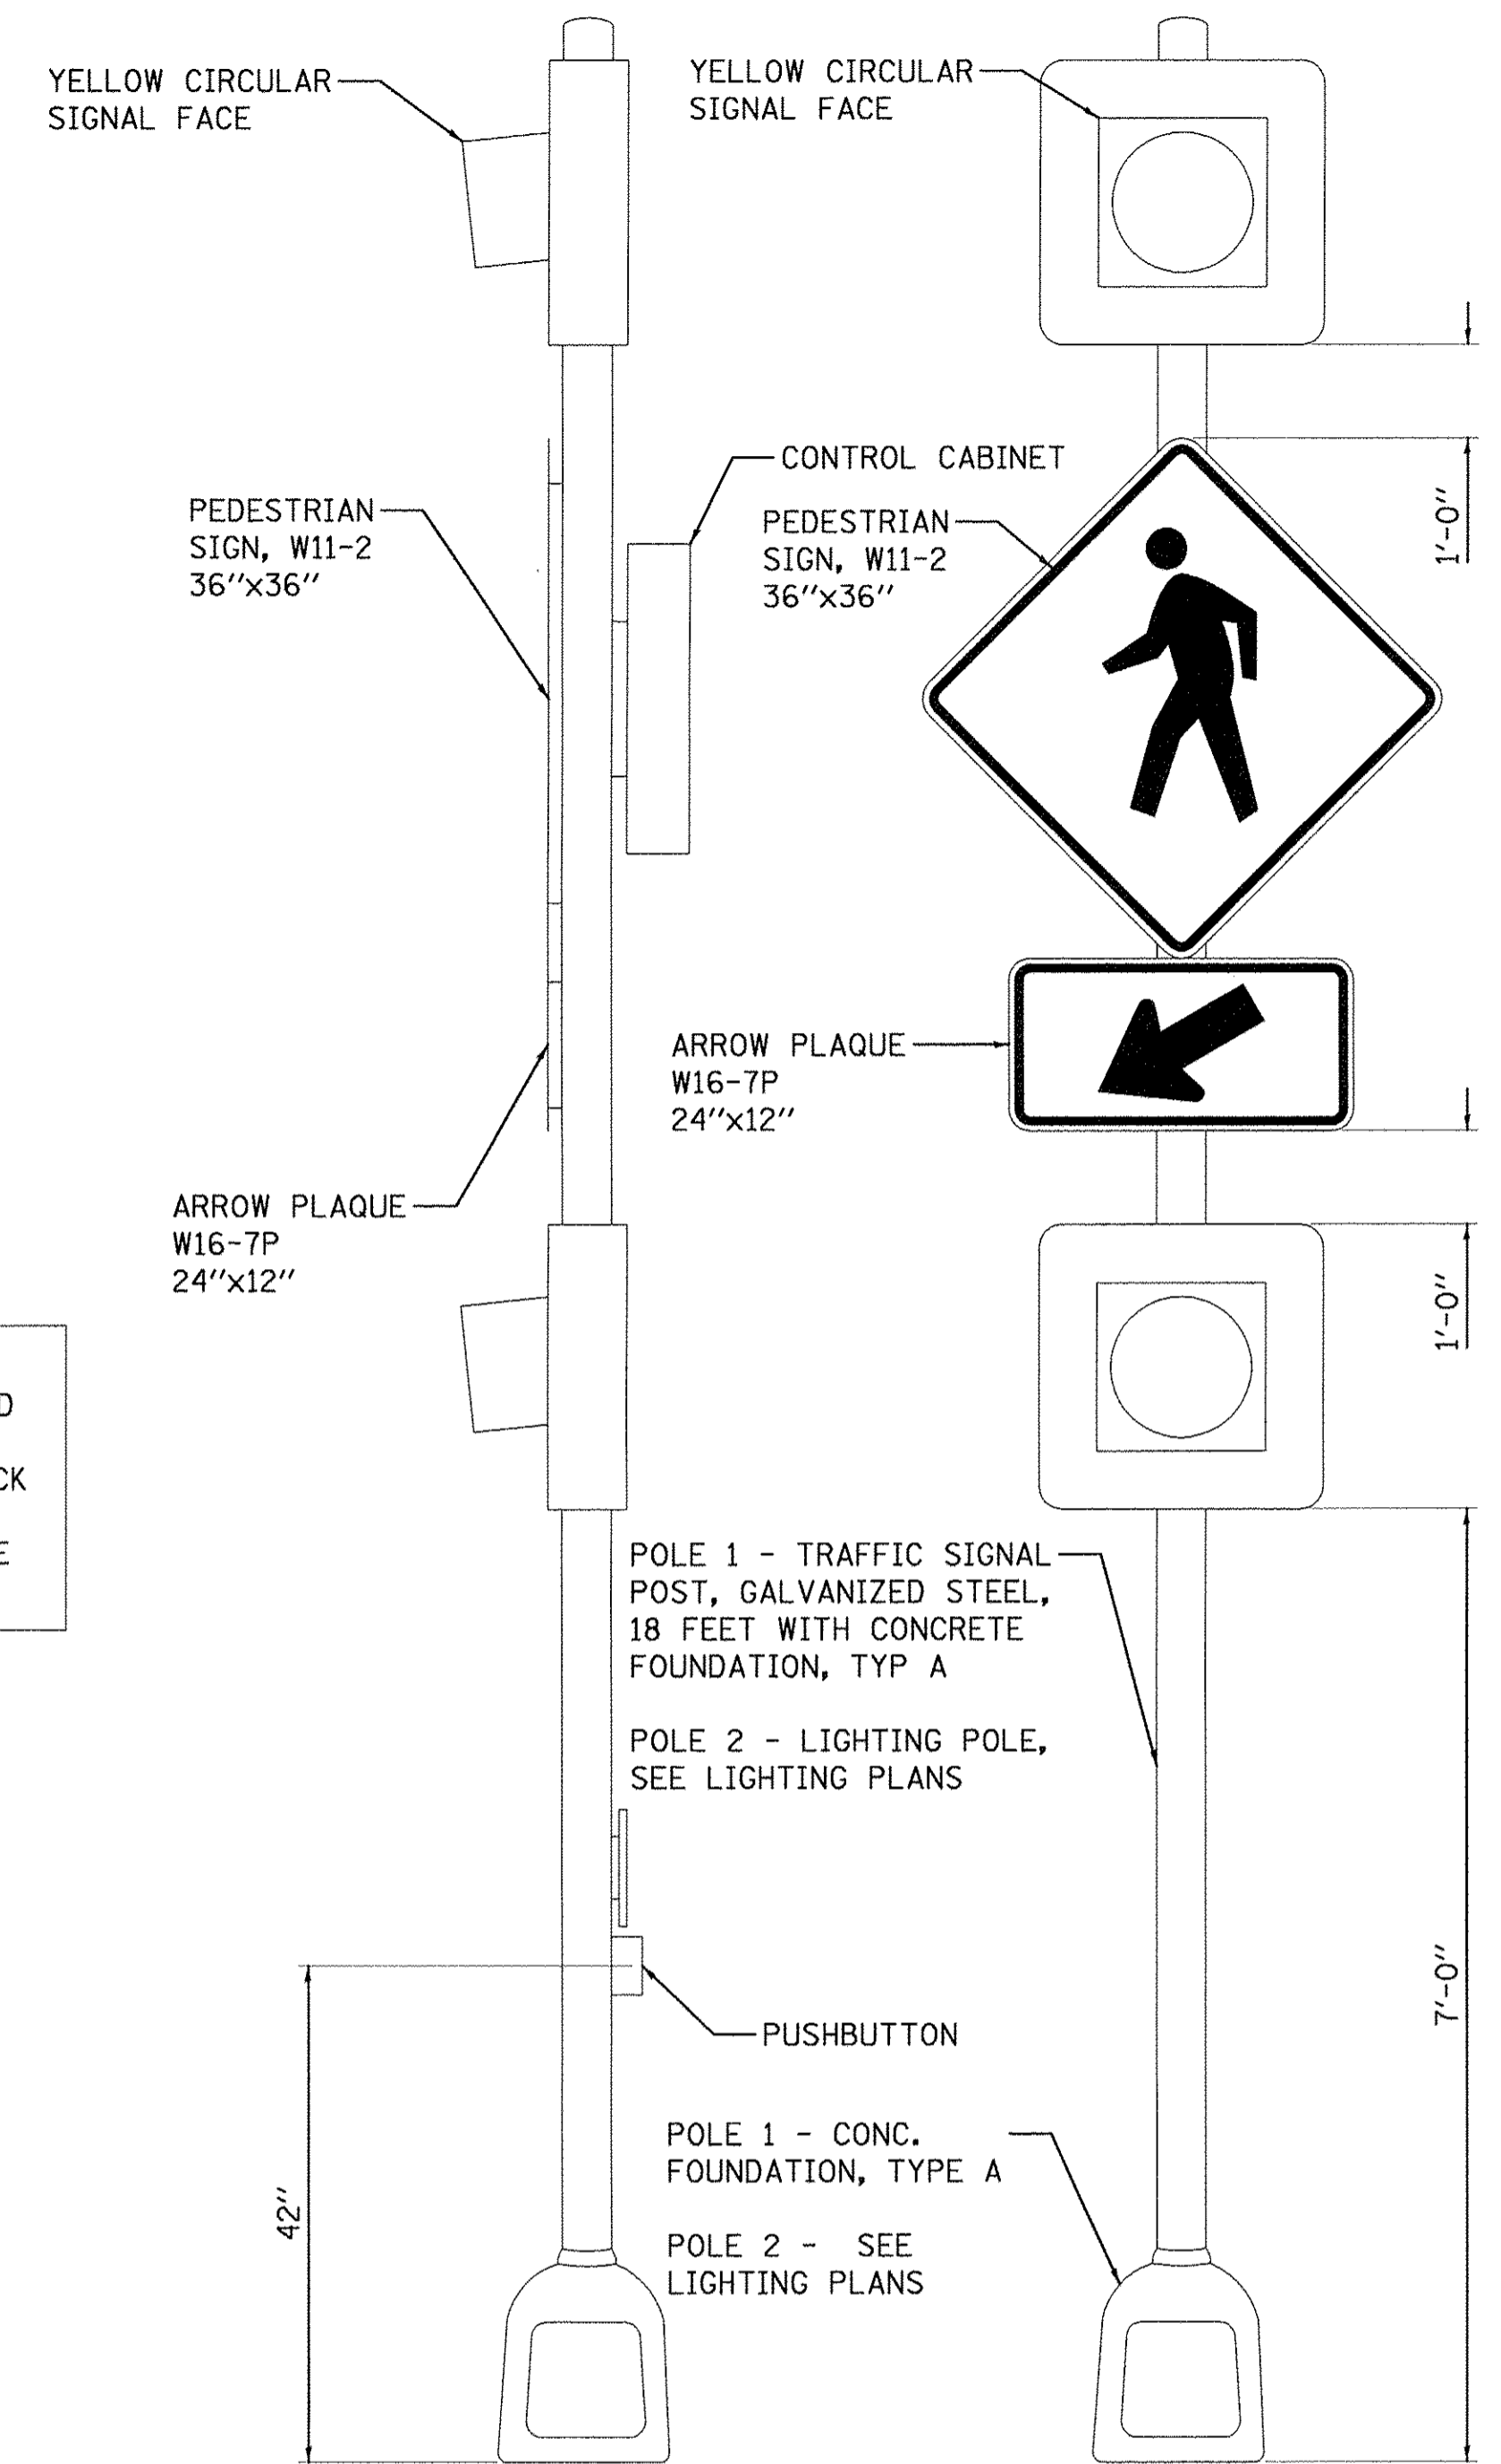 YELLOW CIRCULAR
SIGNAL FACE
YELLOW CIRCULAR
SIGNAL FACE
CONTROL CABINET
PEDESTRIAN
SIGN, W11-2
36"x36"
PEDESTRIAN
SIGN, W11-2
36"x36"
1'-0"
ARROW PLAQUE
W16-7P
24"x12"
ARROW PLAQUE
W16-7P
24"x12"
1'-0"
D
CK
E
POLE 1 - TRAFFIC SIGNAL
POST, GALVANIZED STEEL,
18 FEET WITH CONCRETE
FOUNDATION, TYP A
POLE 2 - LIGHTING POLE,
SEE LIGHTING PLANS
7'-0"
PUSHBUTTON
42"
POLE 1 - CONC.
FOUNDATION, TYPE A
POLE 2 - SEE
LIGHTING PLANS